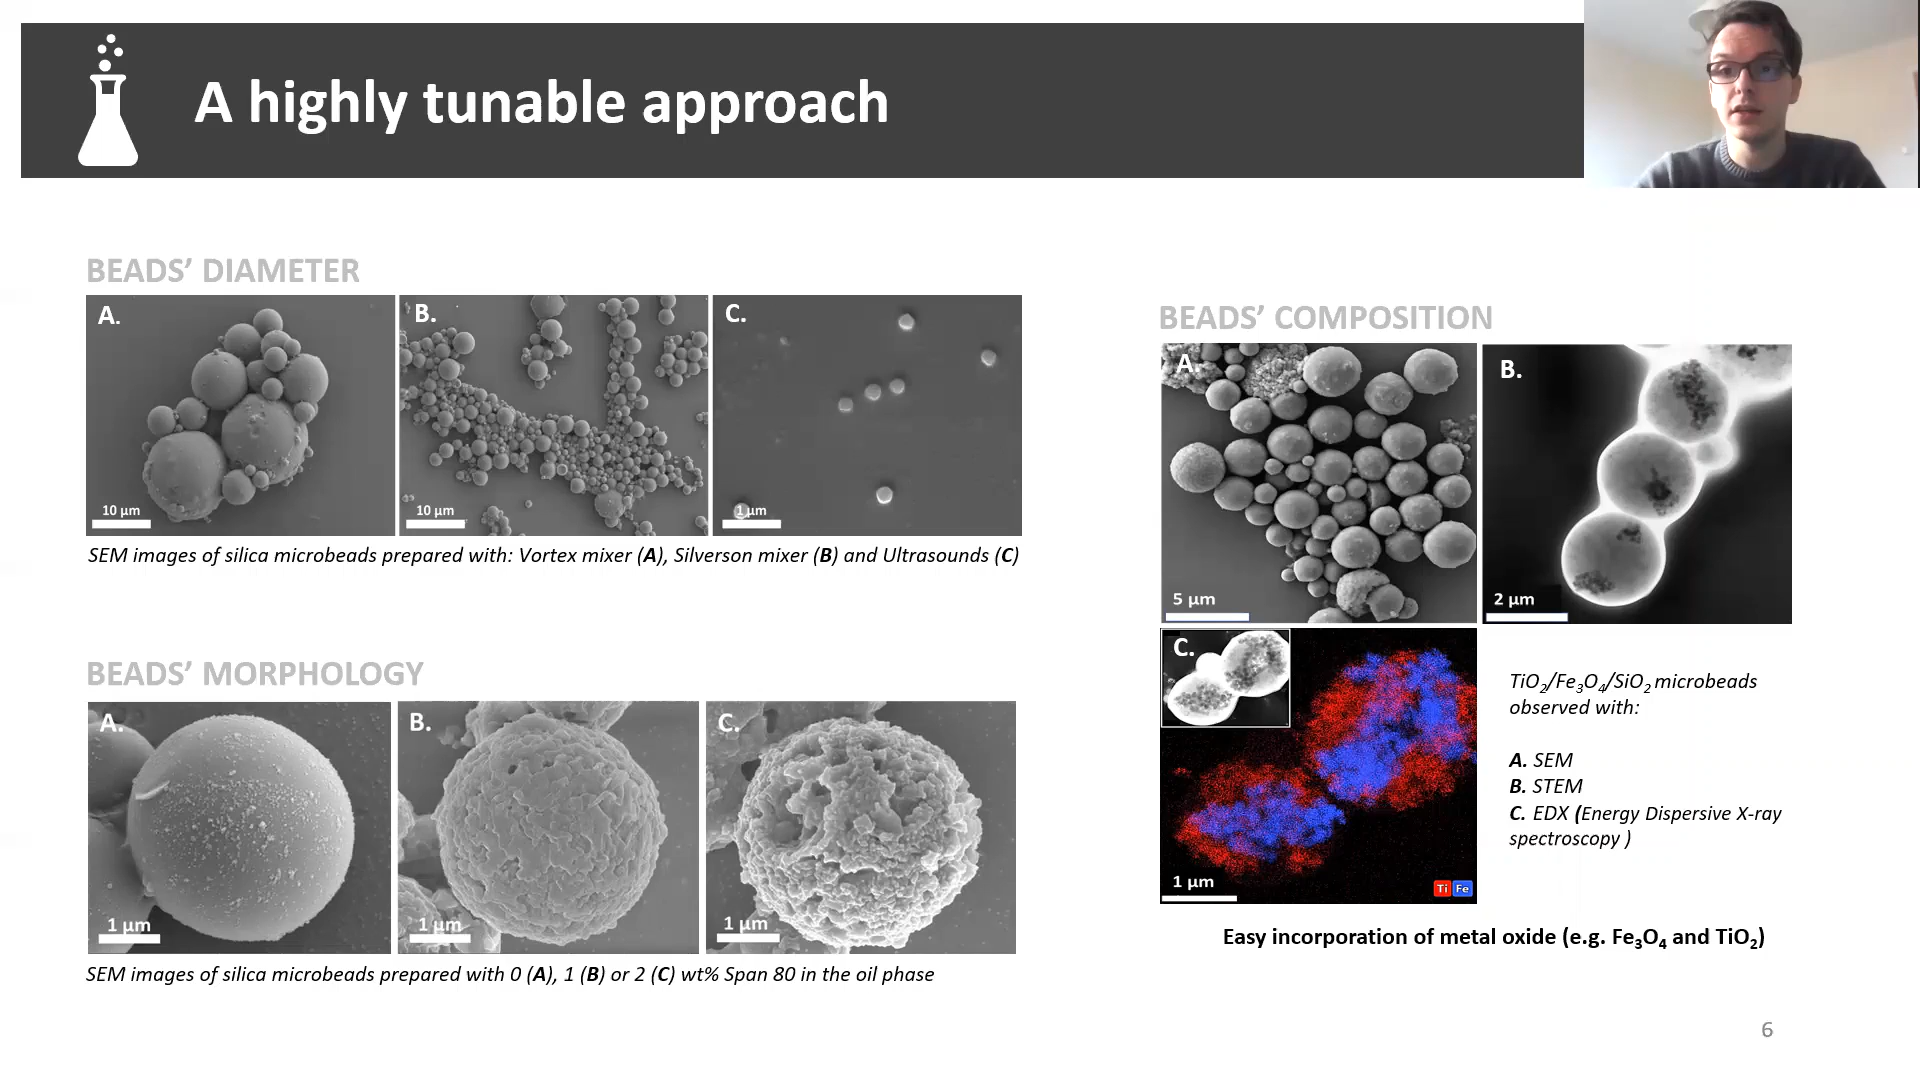 A highly tunable approach
BEADS’ DIAMETER
A.
B.
C.
10 µm
10 µm
1 µm
SEM images of silica microbeads prepared with: Vortex mixer (A), Silverson mixer (B) and Ultrasounds (C)
BEADS’ MORPHOLOGY
A.
B.
C.
1 µm
1 µm
1 µm
SEM images of silica microbeads prepared with 0 (A), 1 (B) or 2 (C) wt% Span 80 in the oil phase
BEADS’ COMPOSITION
A.
B.
5 µm
2 µm
C.
1 µm
Ti Fe
TiO₂/Fe₃O₄/SiO₂ microbeads
observed with:
A. SEM
B. STEM
C. EDX (Energy Dispersive X-ray
spectroscopy )
Easy incorporation of metal oxide (e.g. Fe₃O₄ and TiO₂)
6